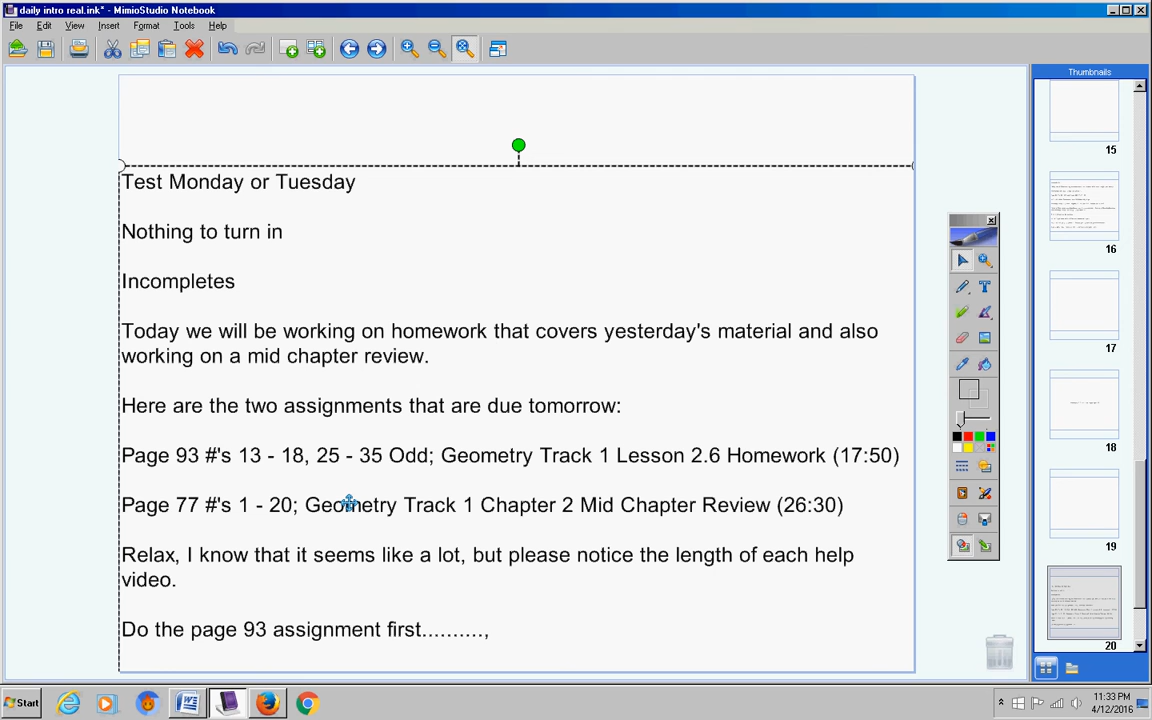 daily intro real.ink* - MimioStudio Notebook
File Edit View Insert Format Tools Help
Thumbnails
Test Monday or Tuesday
Nothing to turn in
Incompletes
Today we will be working on homework that covers yesterday's material and also
working on a mid chapter review.
Here are the two assignments that are due tomorrow:
Page 93 #'s 13 - 18, 25 - 35 Odd; Geometry Track 1 Lesson 2.6 Homework (17:50)
Page 77 #'s 1 - 20; Geometry Track 1 Chapter 2 Mid Chapter Review (26:30)
Relax, I know that it seems like a lot, but please notice the length of each help
video.
Do the page 93 assignment first..........,
15
16
17
18
19
20
Start
11:33 PM
4/12/2016